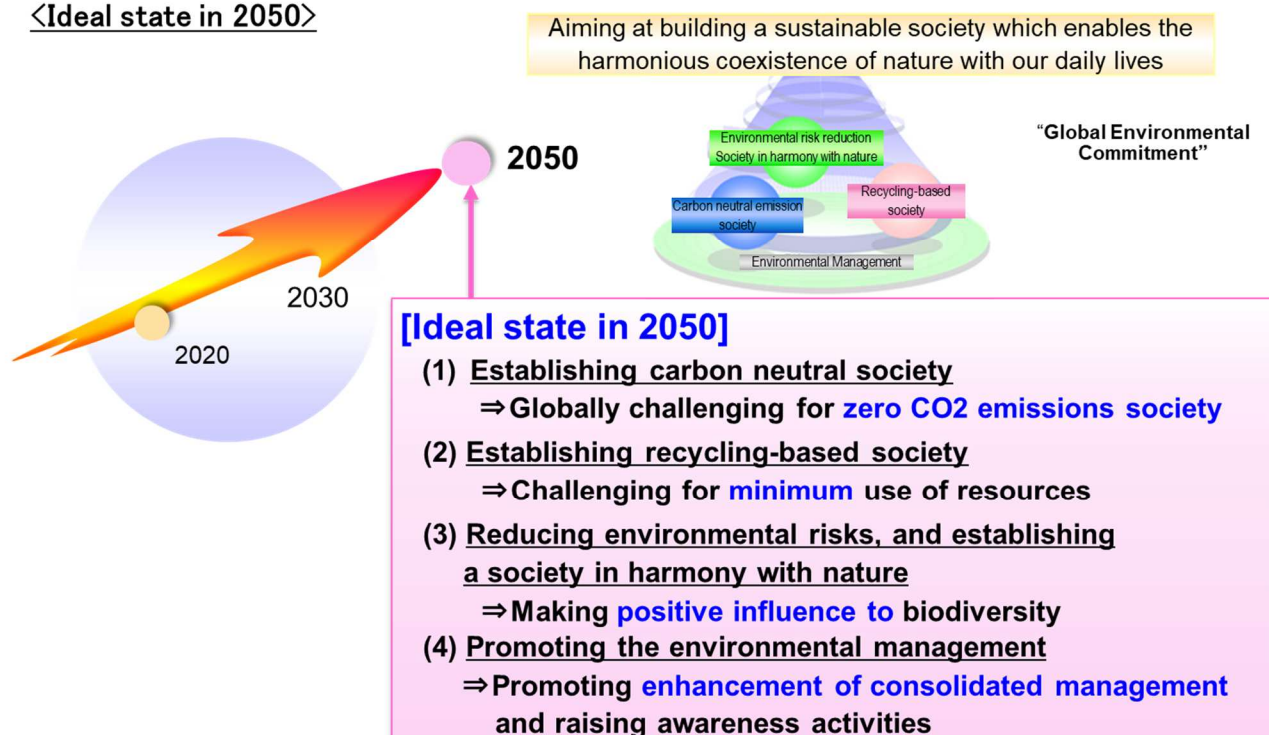 <Ideal state in 2050>
Aiming at building a sustainable society which enables the
harmonious coexistence of nature with our daily lives
Environmental risk reduction
Society in harmony with nature
Carbon neutral emission
society
Recycling-based
society
Environmental Management
“Global Environmental
Commitment”
2050
2030
2020
[Ideal state in 2050]
(1) Establishing carbon neutral society
⇒Globally challenging for zero CO2 emissions society
(2) Establishing recycling-based society
⇒Challenging for minimum use of resources
(3) Reducing environmental risks, and establishing
a society in harmony with nature
⇒Making positive influence to biodiversity
(4) Promoting the environmental management
⇒Promoting enhancement of consolidated management
and raising awareness activities